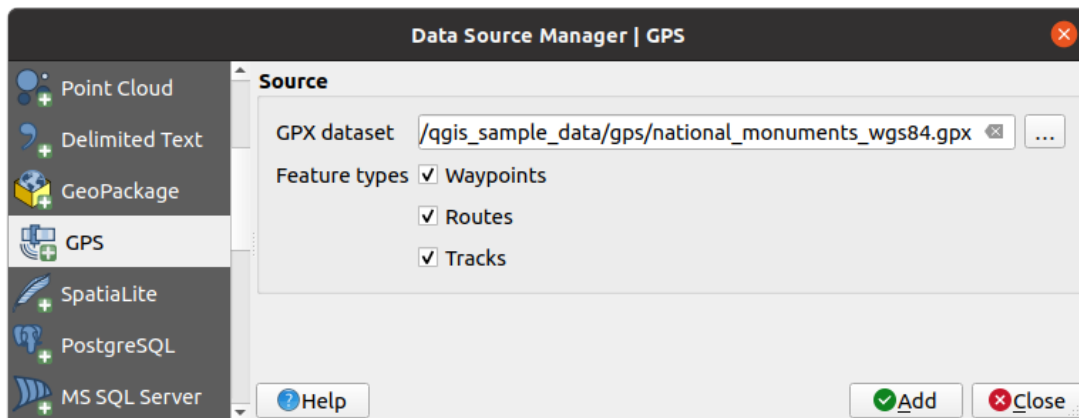 Data Source Manager | GPS
Point Cloud
Delimited Text
GeoPackage
GPS
SpatiaLite
PostgreSQL
MS SQL Server
Source
GPX dataset /qgis_sample_data/gps/national_monuments_wgs84.gpx ...
Feature types Waypoints
Routes
Tracks
Help Add Close